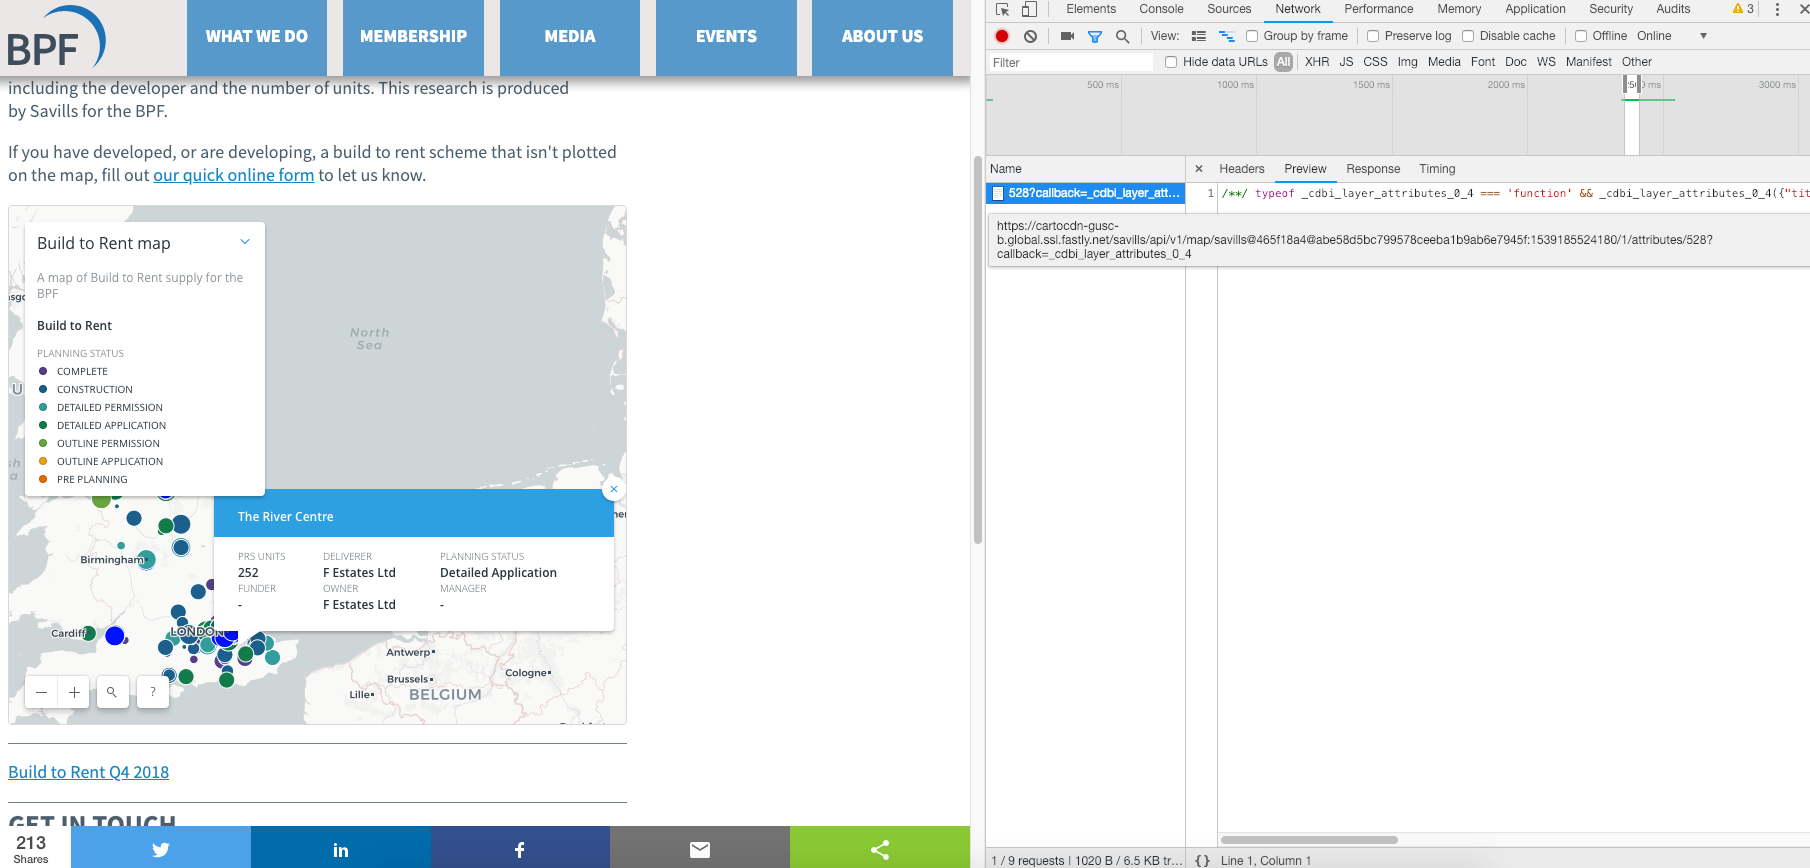 BPF
WHAT WE DO
MEMBERSHIP
MEDIA
EVENTS
ABOUT US
including the developer and the number of units. This research is produced
by Savills for the BPF.
If you have developed, or are developing, a build to rent scheme that isn't plotted
on the map, fill out our quick online form to let us know.
Build to Rent map
A map of Build to Rent supply for the
BPF
Build to Rent
PLANNING STATUS
COMPLETE
CONSTRUCTION
DETAILED PERMISSION
DETAILED APPLICATION
OUTLINE PERMISSION
OUTLINE APPLICATION
PRE PLANNING
North
Sea
The River Centre
PRS UNITS DELIVERER PLANNING STATUS
252 F Estates Ltd Detailed Application
FUNDER OWNER MANAGER
- F Estates Ltd -
Birmingham
Cardiff
LONDON
Antwerp
Brussels
Cologne
Lille
BELGIUM
− + ?
Build to Rent Q4 2018
GET IN TOUCH
213
Shares
in f
Elements Console Sources Network Performance Memory Application Security Audits 3
View: Group by frame Preserve log Disable cache Offline Online
Filter Hide data URLs All XHR JS CSS Img Media Font Doc WS Manifest Other
500 ms 1000 ms 1500 ms 2000 ms 3000 ms
Name × Headers Preview Response Timing
528?callback=_cdbi_layer_att...
1 /**/ typeof _cdbi_layer_attributes_0_4 === 'function' && _cdbi_layer_attributes_0_4({"tit
https://cartocdn-gusc-
b.global.ssl.fastly.net/savills/api/v1/map/savills@465f18a4@abe58d5bc799578ceeba1b9ab6e7945f:1539185524180/1/attributes/528?
callback=_cdbi_layer_attributes_0_4
1 / 9 requests | 1020 B / 6.5 KB tr... {} Line 1, Column 1